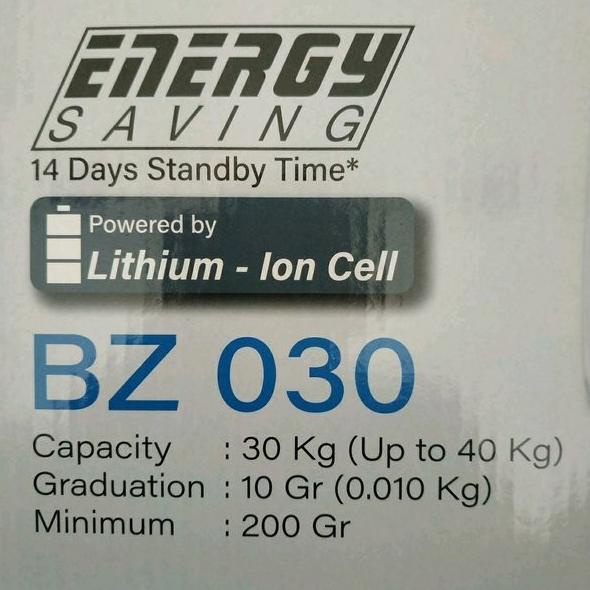 ENERGY
SAVING
14 Days Standby Time*
Powered by
Lithium - Ion Cell
BZ 030
Capacity : 30 Kg (Up to 40 Kg)
Graduation : 10 Gr (0.010 Kg)
Minimum : 200 Gr